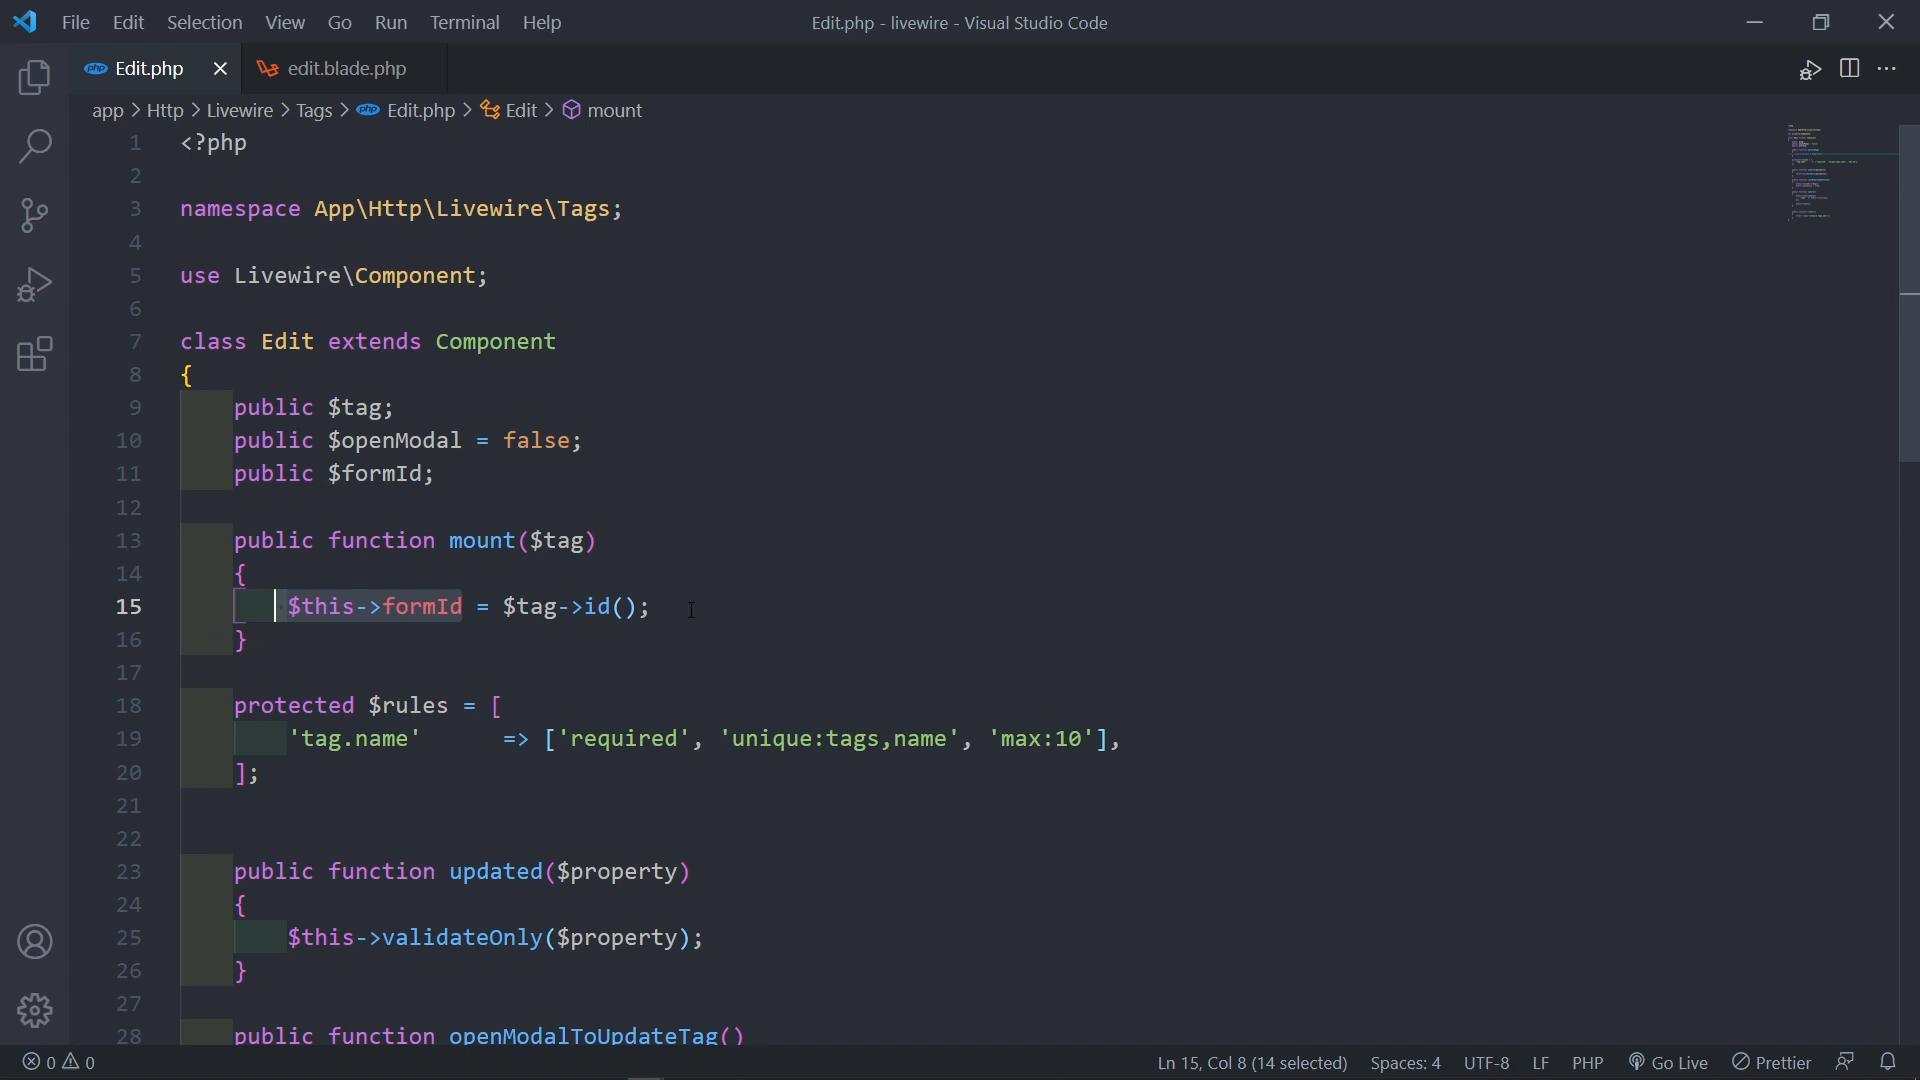 File Edit Selection View Go Run Terminal Help Edit.php - livewire - Visual Studio Code
php Edit.php edit.blade.php
app > Http > Livewire > Tags > php Edit.php > Edit > mount
1 <?php
2
3 namespace App\Http\Livewire\Tags;
4
5 use Livewire\Component;
6
7 class Edit extends Component
8 {
9 public $tag;
10 public $openModal = false;
11 public $formId;
12
13 public function mount($tag)
14 {
15 $this->formId = $tag->id();
16 }
17
18 protected $rules = [
19 'tag.name' => ['required', 'unique:tags,name', 'max:10'],
20 ];
21
22
23 public function updated($property)
24 {
25 $this->validateOnly($property);
26 }
27
28 public function openModalToUpdateTag()
0 0 Ln 15, Col 8 (14 selected) Spaces: 4 UTF-8 LF PHP Go Live Prettier